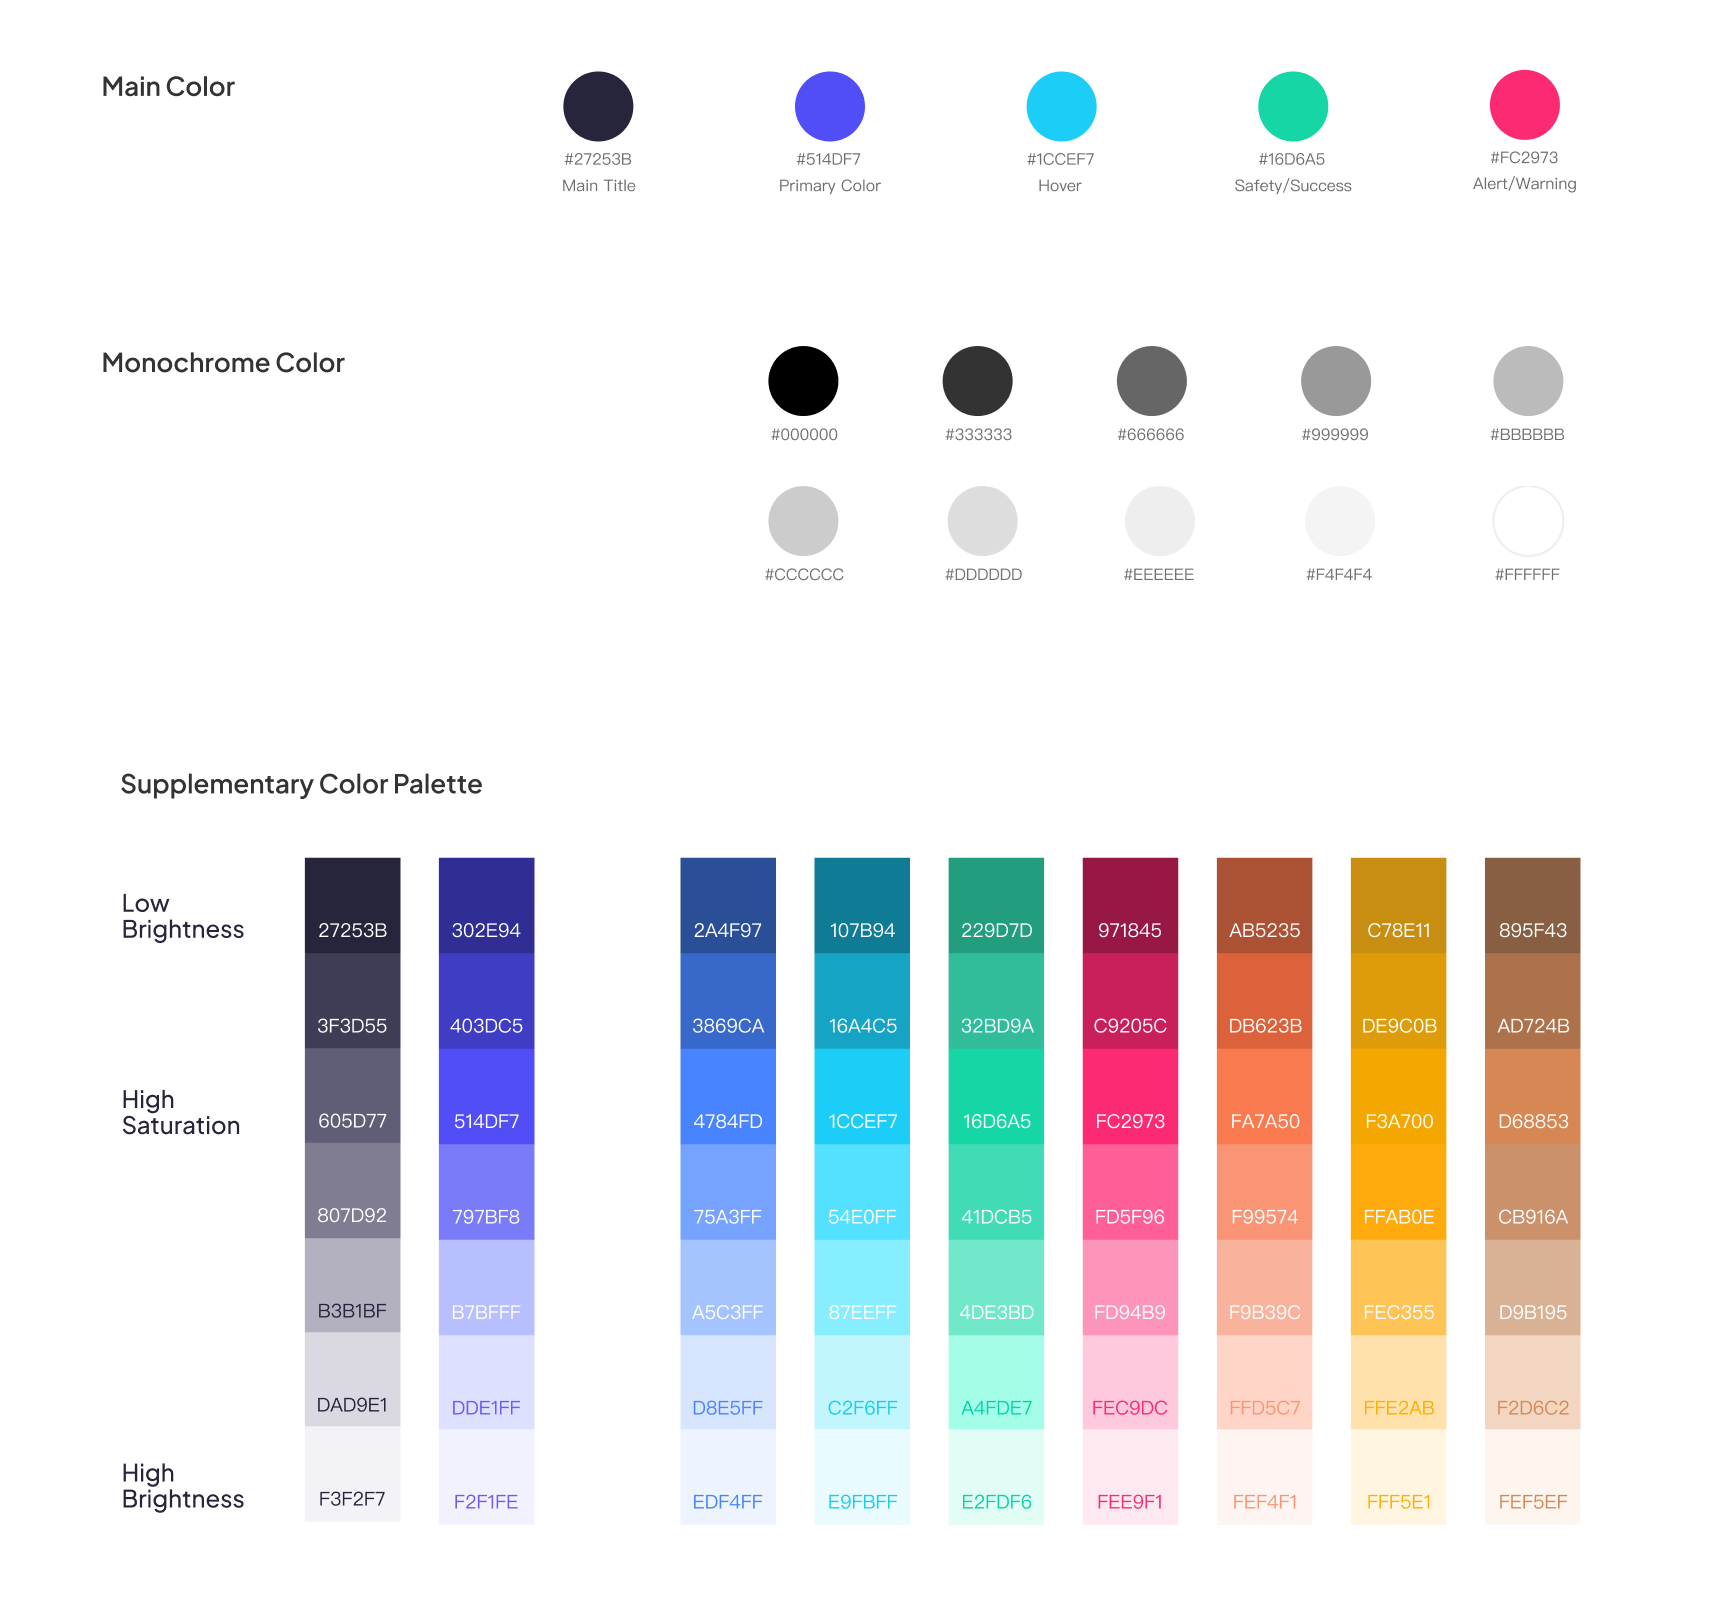 Main Color
#27253B
Main Title
#514DF7
Primary Color
#1CCEF7
Hover
#16D6A5
Safety/Success
#FC2973
Alert/Warning
Monochrome Color
#000000
#333333
#666666
#999999
#BBBBBB
#CCCCCC
#DDDDDD
#EEEEEE
#F4F4F4
#FFFFFF
Supplementary Color Palette
Low
Brightness
27253B 302E94 2A4F97 107B94 229D7D 971845 AB5235 C78E11 895F43
3F3D55 403DC5 3869CA 16A4C5 32BD9A C9205C DB623B DE9C0B AD724B
High
Saturation
605D77 514DF7 4784FD 1CCEF7 16D6A5 FC2973 FA7A50 F3A700 D68853
807D92 797BF8 75A3FF 54E0FF 41DCB5 FD5F96 F99574 FFAB0E CB916A
B3B1BF B7BFFF A5C3FF 87EEFF 4DE3BD FD94B9 F9B39C FEC355 D9B195
DAD9E1 DDE1FF D8E5FF C2F6FF A4FDE7 FEC9DC FFD5C7 FFE2AB F2D6C2
High
Brightness
F3F2F7 F2F1FE EDF4FF E9FBFF E2FDF6 FEE9F1 FEF4F1 FFF5E1 FEF5EF